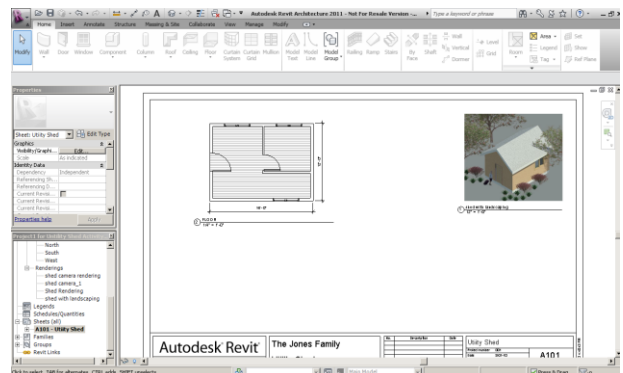 Autodesk Revit Architecture 2011 - Not For Resale Version -...
Type a keyword or phrase
Home Insert Annotate Structure Massing & Site Collaborate View Manage Modify
Modify Wall Door Window Component Column Roof Ceiling Floor Curtain System Curtain Grid Mullion Model Text Model Line Model Group Railing Ramp Stairs By Face Shaft Wall Vertical Dormer Level Grid Room Area Legend Tag Set Show Ref Plane
Properties
Sheet: Utility Shed Edit Type
Graphics
Visibility/Graphi... Edit...
Scale As indicated
Identity Data
Dependency Independent
Referencing Sh...
Referencing D...
Current Revisi...
Current Revisi...
Current Revisi...
Current Revisi...
Properties help Apply
North
South
West
Renderings
shed camera rendering
shed camera_1
Shed Rendering
shed with landscaping
Legends
Schedules/Quantities
Sheets (all)
A101 - Utility Shed
Families
Groups
Revit Links
Autodesk Revit
The Jones Family
No. Description Date
Utility Shed
A101